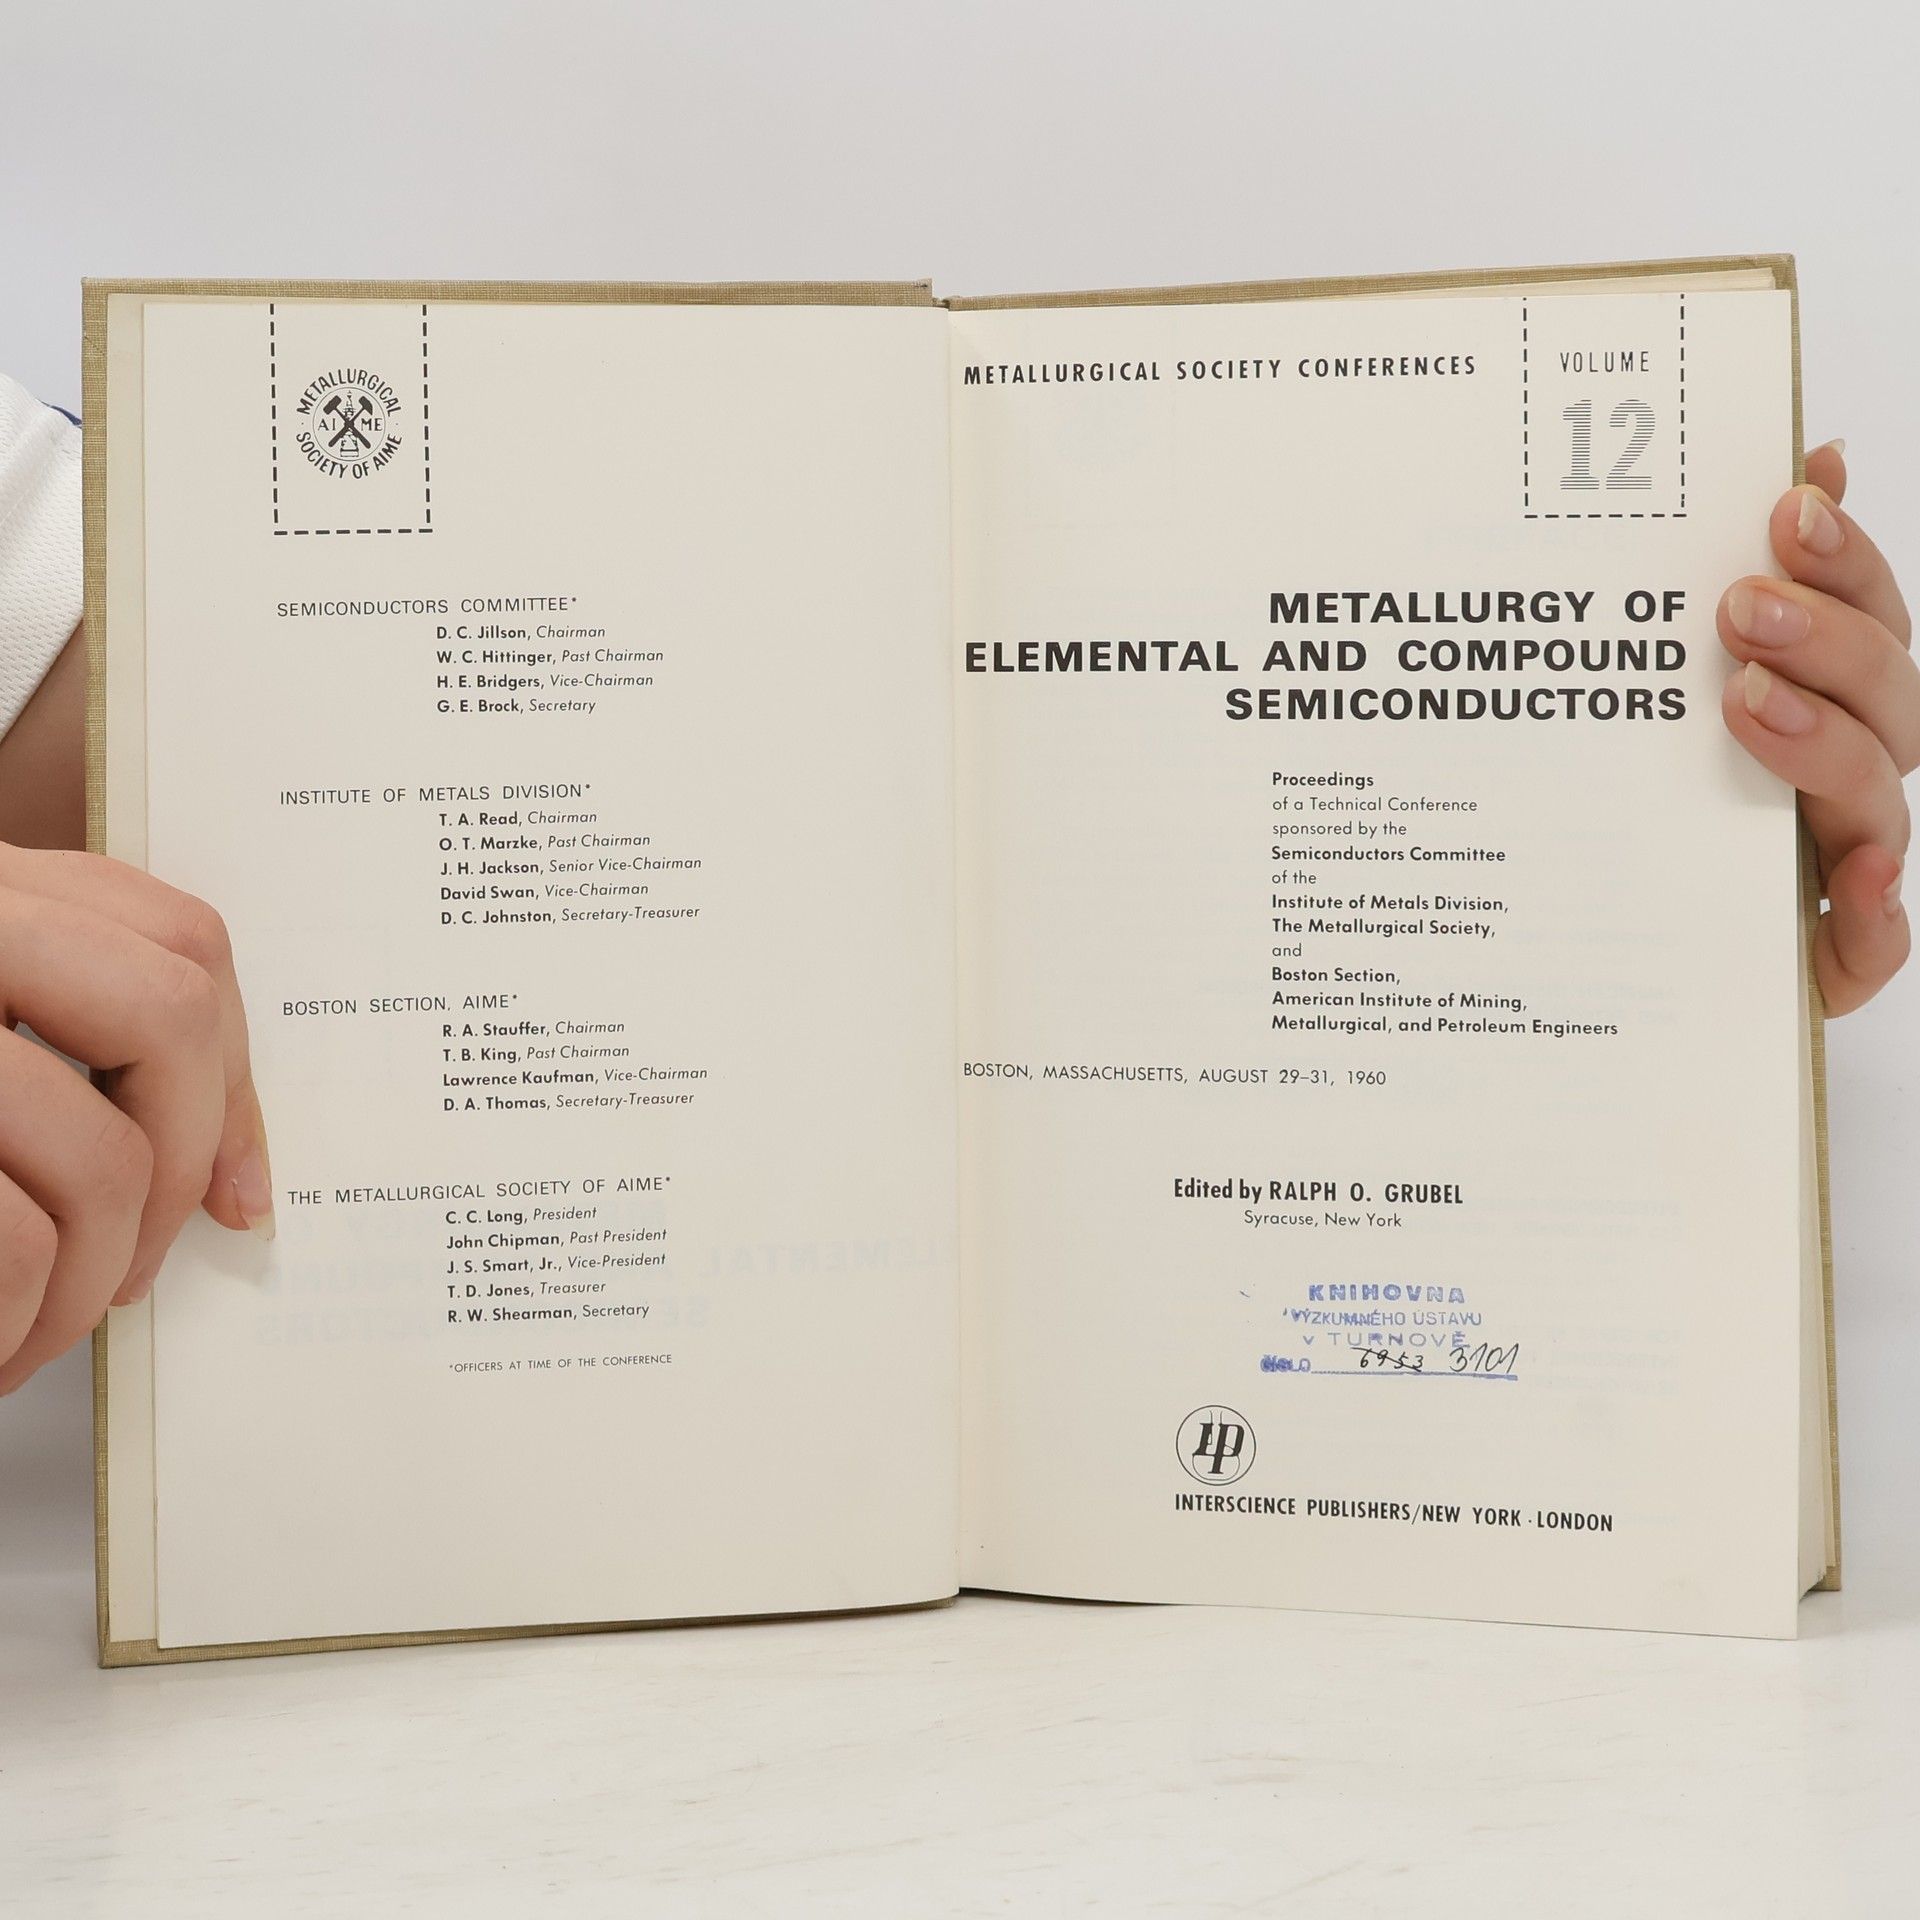 METALLURGICAL
AIME
SOCIETY OF AIME
SEMICONDUCTORS COMMITTEE*
D. C. Jillson, Chairman
W. C. Hittinger, Past Chairman
H. E. Bridgers, Vice-Chairman
G. E. Brock, Secretary
INSTITUTE OF METALS DIVISION*
T. A. Read, Chairman
O. T. Marzke, Past Chairman
J. H. Jackson, Senior Vice-Chairman
David Swan, Vice-Chairman
D. C. Johnston, Secretary-Treasurer
BOSTON SECTION, AIME*
R. A. Stauffer, Chairman
T. B. King, Past Chairman
Lawrence Kaufman, Vice-Chairman
D. A. Thomas, Secretary-Treasurer
THE METALLURGICAL SOCIETY OF AIME*
C. C. Long, President
John Chipman, Past President
J. S. Smart, Jr., Vice-President
T. D. Jones, Treasurer
R. W. Shearman, Secretary
*OFFICERS AT TIME OF THE CONFERENCE
METALLURGICAL SOCIETY CONFERENCES
VOLUME
12
METALLURGY OF
ELEMENTAL AND COMPOUND
SEMICONDUCTORS
Proceedings
of a Technical Conference
sponsored by the
Semiconductors Committee
of the
Institute of Metals Division,
The Metallurgical Society,
and
Boston Section,
American Institute of Mining,
Metallurgical, and Petroleum Engineers
BOSTON, MASSACHUSETTS, AUGUST 29–31, 1960
Edited by RALPH O. GRUBEL
Syracuse, New York
KNIHOVNA
VÝZKUMNÉHO ÚSTAVU
v TURNOVĚ
ČÍSLO 6953 3101
IP
INTERSCIENCE PUBLISHERS/NEW YORK · LONDON